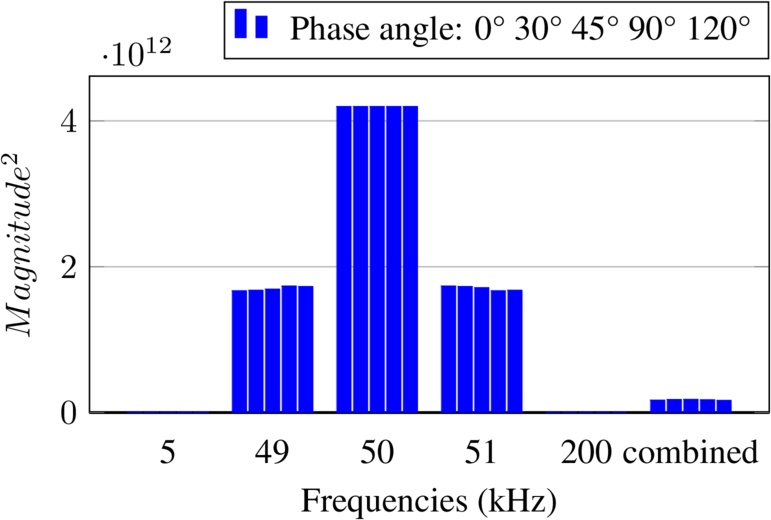 Phase angle: 0° 30° 45° 90° 120°
·10¹²
4
2
0
Magnitude²
5 49 50 51 200 combined
Frequencies (kHz)